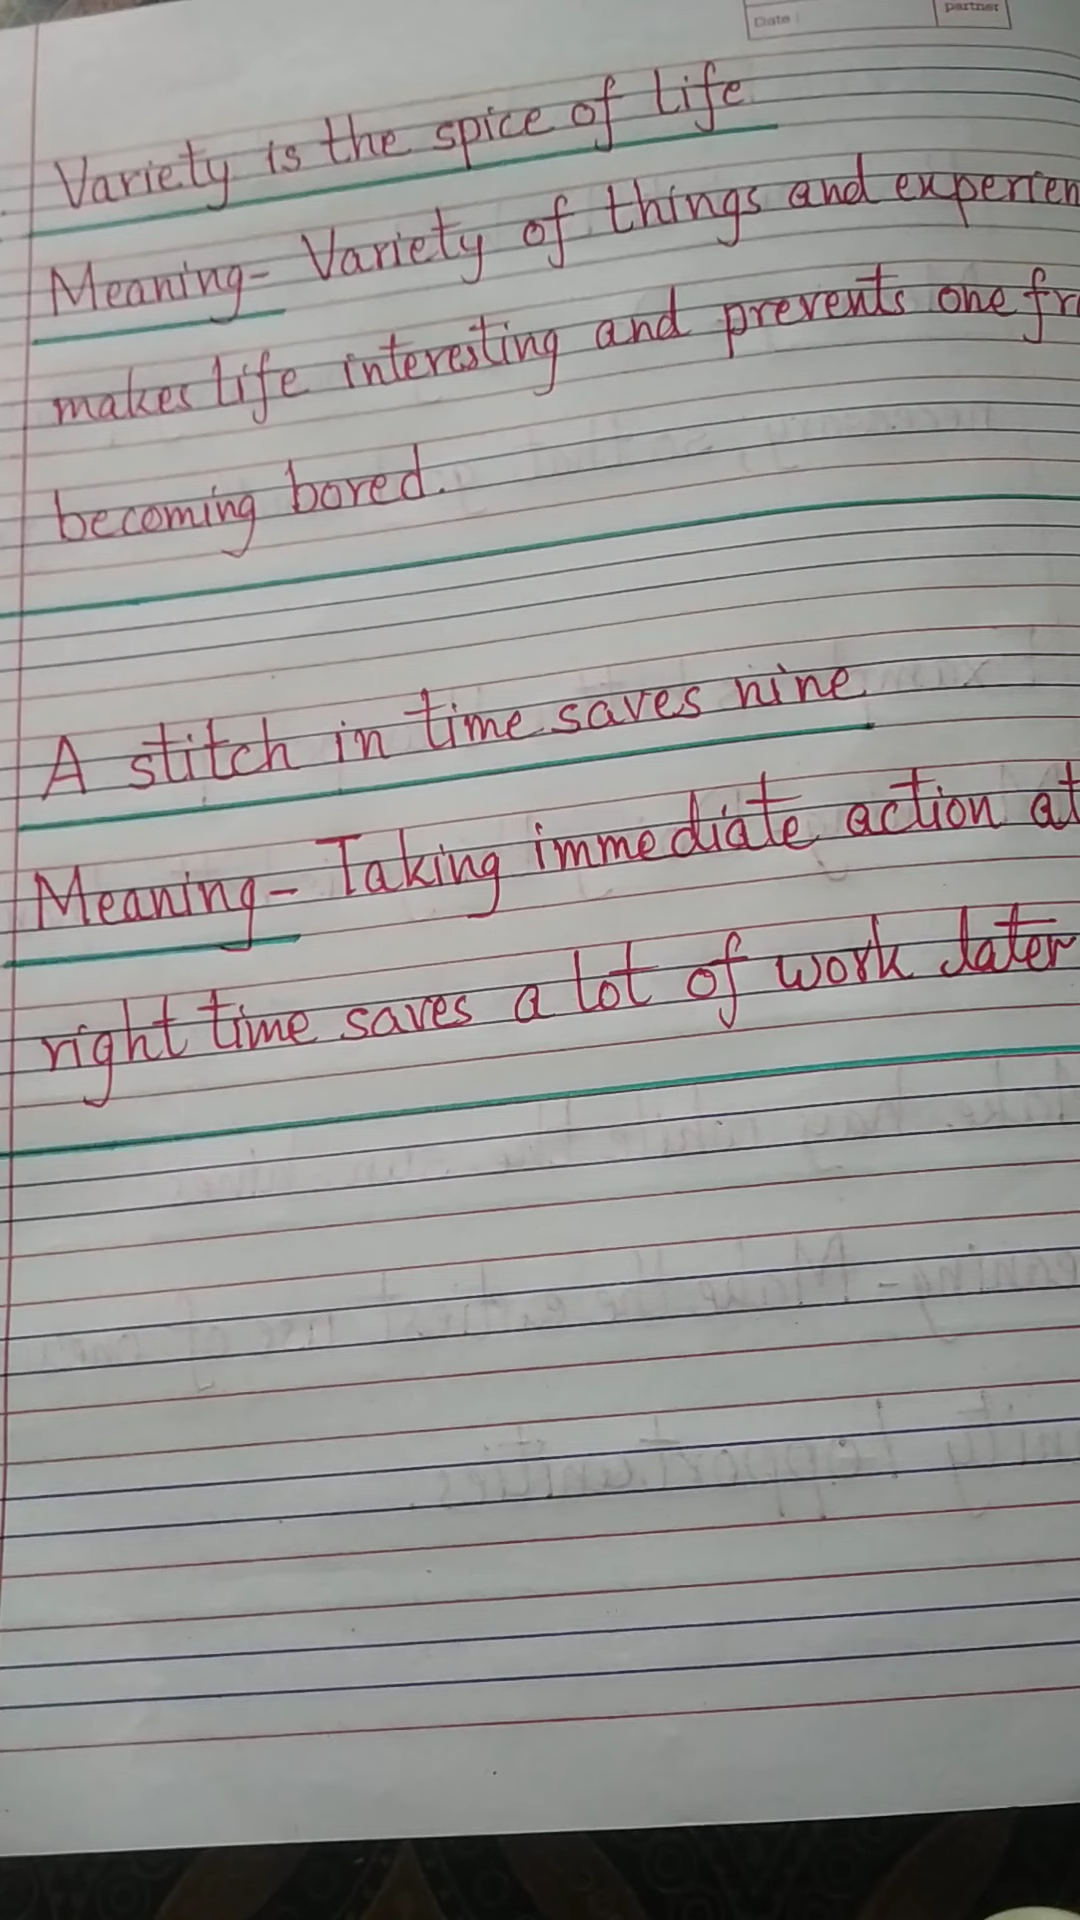 Date :
partner
Variety is the spice of life
Meaning- Variety of things and experien
makes life interesting and prevents one fr
becoming bored.
A stitch in time saves nine
Meaning- Taking immediate action at
right time saves a lot of work later